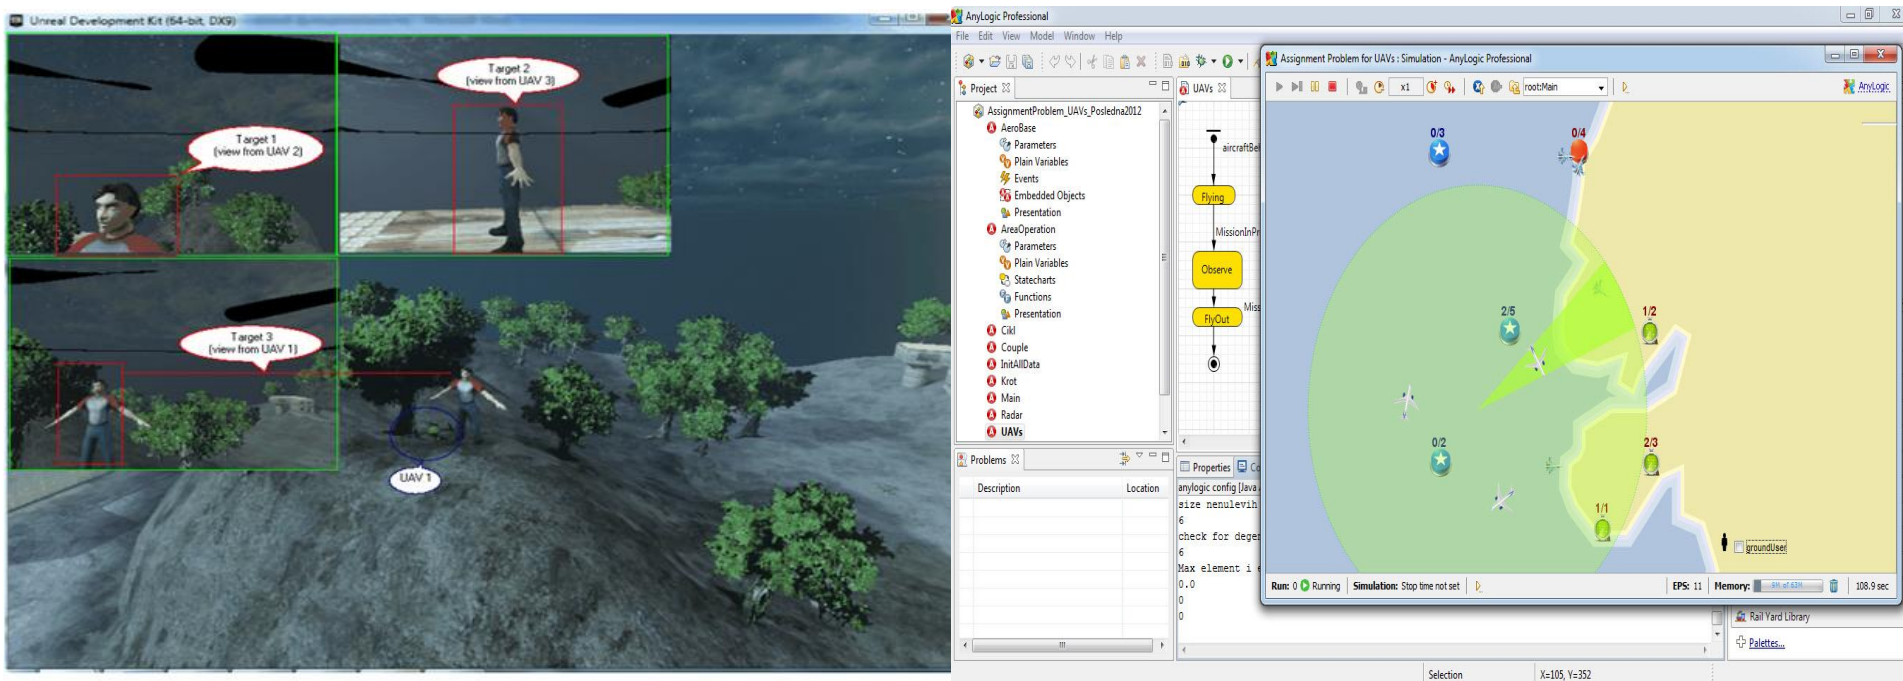 Unreal Development Kit (64-bit, DX9)
Target 2
(view from UAV 3)
Target 1
(view from UAV 2)
Target 3
(view from UAV 1)
UAV 1
AnyLogic Professional
File Edit View Model Window Help
Project
AssignmentProblem_UAVs_Posledna2012
AeroBase
Parameters
Plain Variables
Events
Embedded Objects
Presentation
AreaOperation
Parameters
Plain Variables
Statecharts
Functions
Presentation
Cikl
Couple
InitAllData
Krot
Main
Radar
UAVs
Problems
Description Location
UAVs
aircraftBeh
Flying
MissionInPr
Observe
Miss
FlyOut
Properties Co
anylogic config [Java
size nenulevih
6
check for degen
6
Max element i e
0.0
0
0
Assignment Problem for UAVs : Simulation - AnyLogic Professional
x1 root:Main AnyLogic
0/3 0/4
2/5 1/2
0/2 2/3
1/1
groundUser
Run: 0 Running Simulation: Stop time not set EPS: 11 Memory: 9M of 63M 108.9 sec
Rail Yard Library
Palettes...
Selection X=105, Y=352